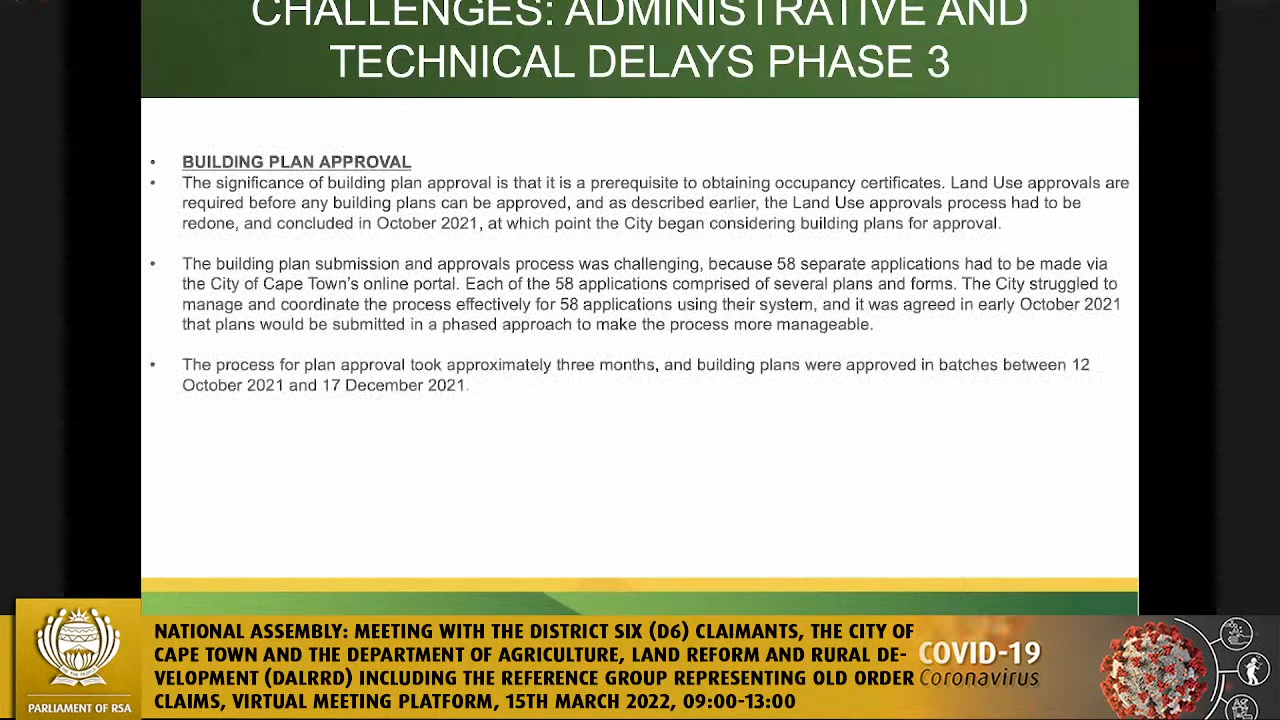 CHALLENGES: ADMINISTRATIVE AND
TECHNICAL DELAYS PHASE 3
• BUILDING PLAN APPROVAL
• The significance of building plan approval is that it is a prerequisite to obtaining occupancy certificates. Land Use approvals are
required before any building plans can be approved, and as described earlier, the Land Use approvals process had to be
redone, and concluded in October 2021, at which point the City began considering building plans for approval.
• The building plan submission and approvals process was challenging, because 58 separate applications had to be made via
the City of Cape Town's online portal. Each of the 58 applications comprised of several plans and forms. The City struggled to
manage and coordinate the process effectively for 58 applications using their system, and it was agreed in early October 2021
that plans would be submitted in a phased approach to make the process more manageable.
• The process for plan approval took approximately three months, and building plans were approved in batches between 12
October 2021 and 17 December 2021.
NATIONAL ASSEMBLY: MEETING WITH THE DISTRICT SIX (D6) CLAIMANTS, THE CITY OF
CAPE TOWN AND THE DEPARTMENT OF AGRICULTURE, LAND REFORM AND RURAL DE-
VELOPMENT (DALRRD) INCLUDING THE REFERENCE GROUP REPRESENTING OLD ORDER
CLAIMS, VIRTUAL MEETING PLATFORM, 15TH MARCH 2022, 09:00-13:00
PARLIAMENT OF RSA
COVID-19
Coronavirus